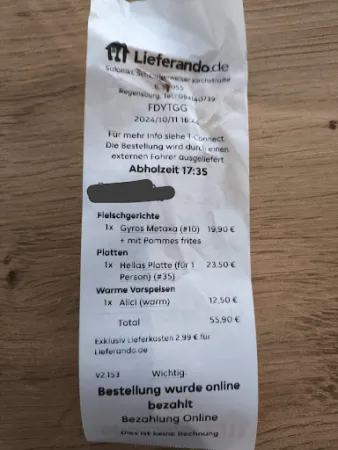 Lieferando.de
Regensburg, Tel.:
FDYTGG
2024/10/11
Für mehr Info siehe T-Connect
Die Bestellung wird durch einen
externen Fahrer ausgeliefert
Abholzeit 17:35
Fleischgerichte
1x Gyros Metaxa (#10) 19,90 €
+ mit Pommes frites
Platten
1x Hellas Platte (für 1 23,50 €
Person) (#35)
Warme Vorspeisen
1x Alici (warm) 12,50 €
Total 55,90 €
Exklusiv Lieferkosten 2,99 € für
Lieferando.de
v2.153 Wichtig:
Bestellung wurde online
bezahlt
Bezahlung Online
Dies ist keine Rechnung